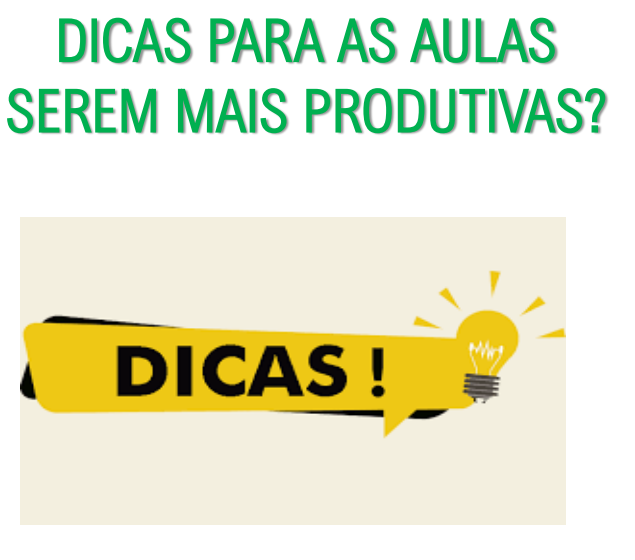 DICAS PARA AS AULAS
SEREM MAIS PRODUTIVAS?
DICAS !